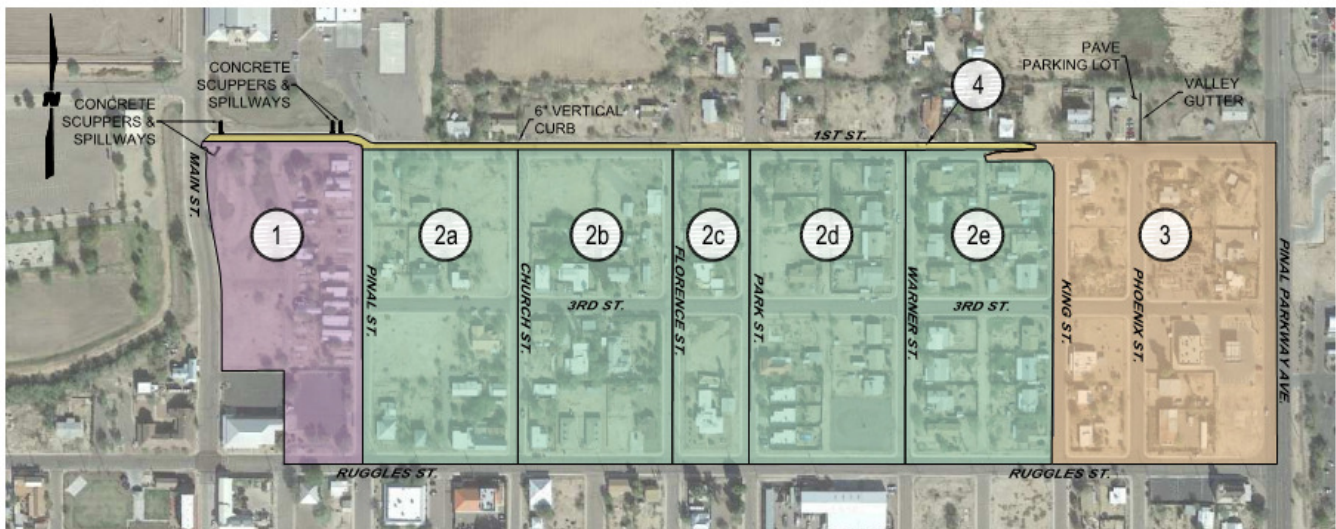 N
CONCRETE
SCUPPERS &
SPILLWAYS
CONCRETE
SCUPPERS &
SPILLWAYS
6" VERTICAL
CURB
4
PAVE
PARKING LOT
VALLEY
GUTTER
1ST ST.
MAIN ST.
1
2a
2b
2c
2d
2e
3
PINAL ST.
CHURCH ST.
FLORENCE ST.
PARK ST.
WARNER ST.
KING ST.
PHOENIX ST.
PINAL PARKWAY AVE.
3RD ST.
3RD ST.
RUGGLES ST.
RUGGLES ST.